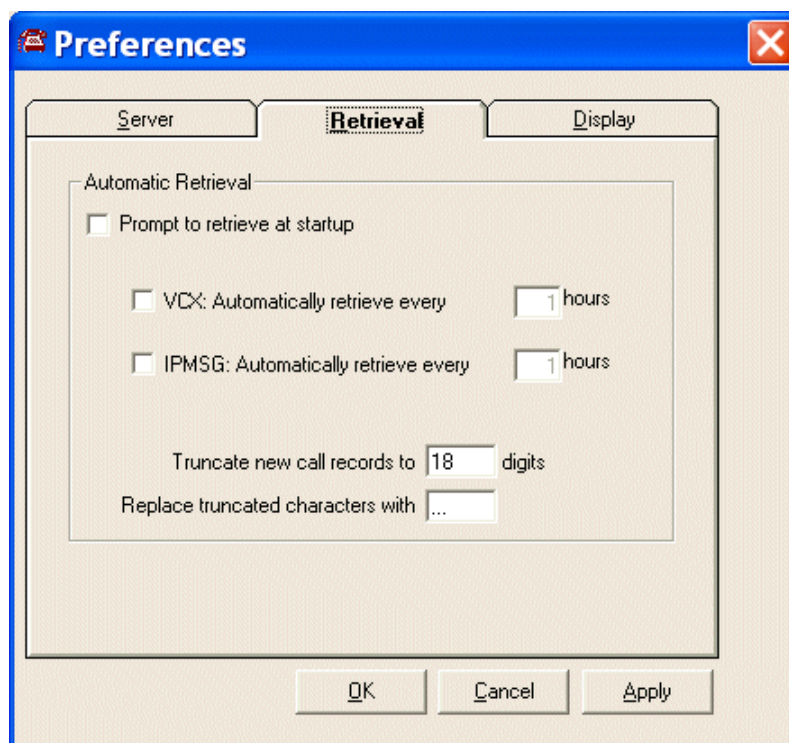 Preferences
Server Retrieval Display
Automatic Retrieval
Prompt to retrieve at startup
VCX: Automatically retrieve every 1 hours
IPMSG: Automatically retrieve every 1 hours
Truncate new call records to 18 digits
Replace truncated characters with ...
OK Cancel Apply